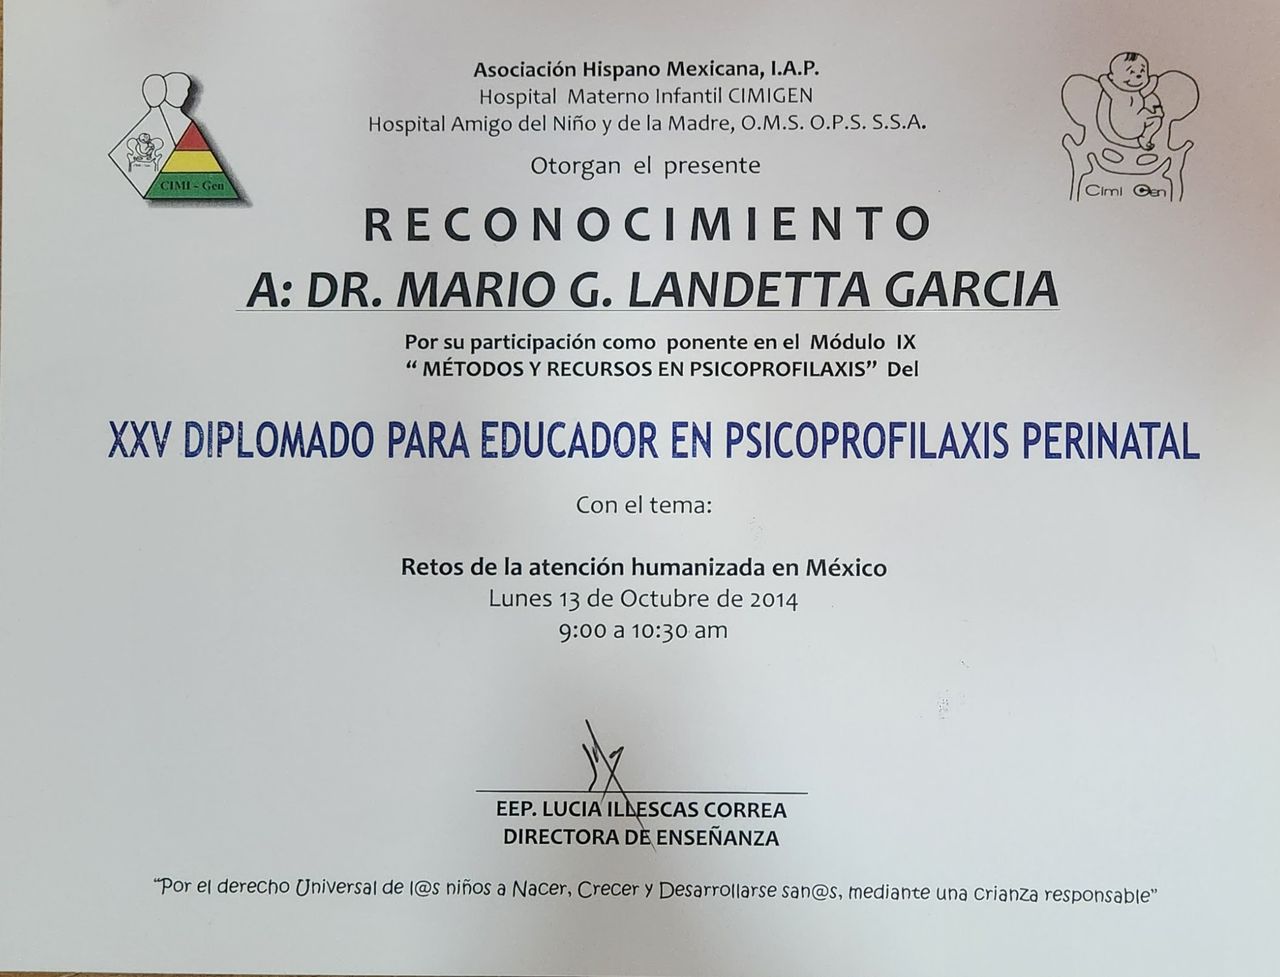 Asociación Hispano Mexicana, I.A.P.
Hospital Materno Infantil CIMIGEN
Hospital Amigo del Niño y de la Madre, O.M.S. O.P.S. S.S.A.
CIMI - Gen
Cimi Gen
Otorgan el presente
RECONOCIMIENTO
A: DR. MARIO G. LANDETTA GARCIA
Por su participación como ponente en el Módulo IX
“ MÉTODOS Y RECURSOS EN PSICOPROFILAXIS” Del
XXV DIPLOMADO PARA EDUCADOR EN PSICOPROFILAXIS PERINATAL
Con el tema:
Retos de la atención humanizada en México
Lunes 13 de Octubre de 2014
9:00 a 10:30 am
EEP. LUCIA ILLESCAS CORREA
DIRECTORA DE ENSEÑANZA
“Por el derecho Universal de l@s niños a Nacer, Crecer y Desarrollarse san@s, mediante una crianza responsable”